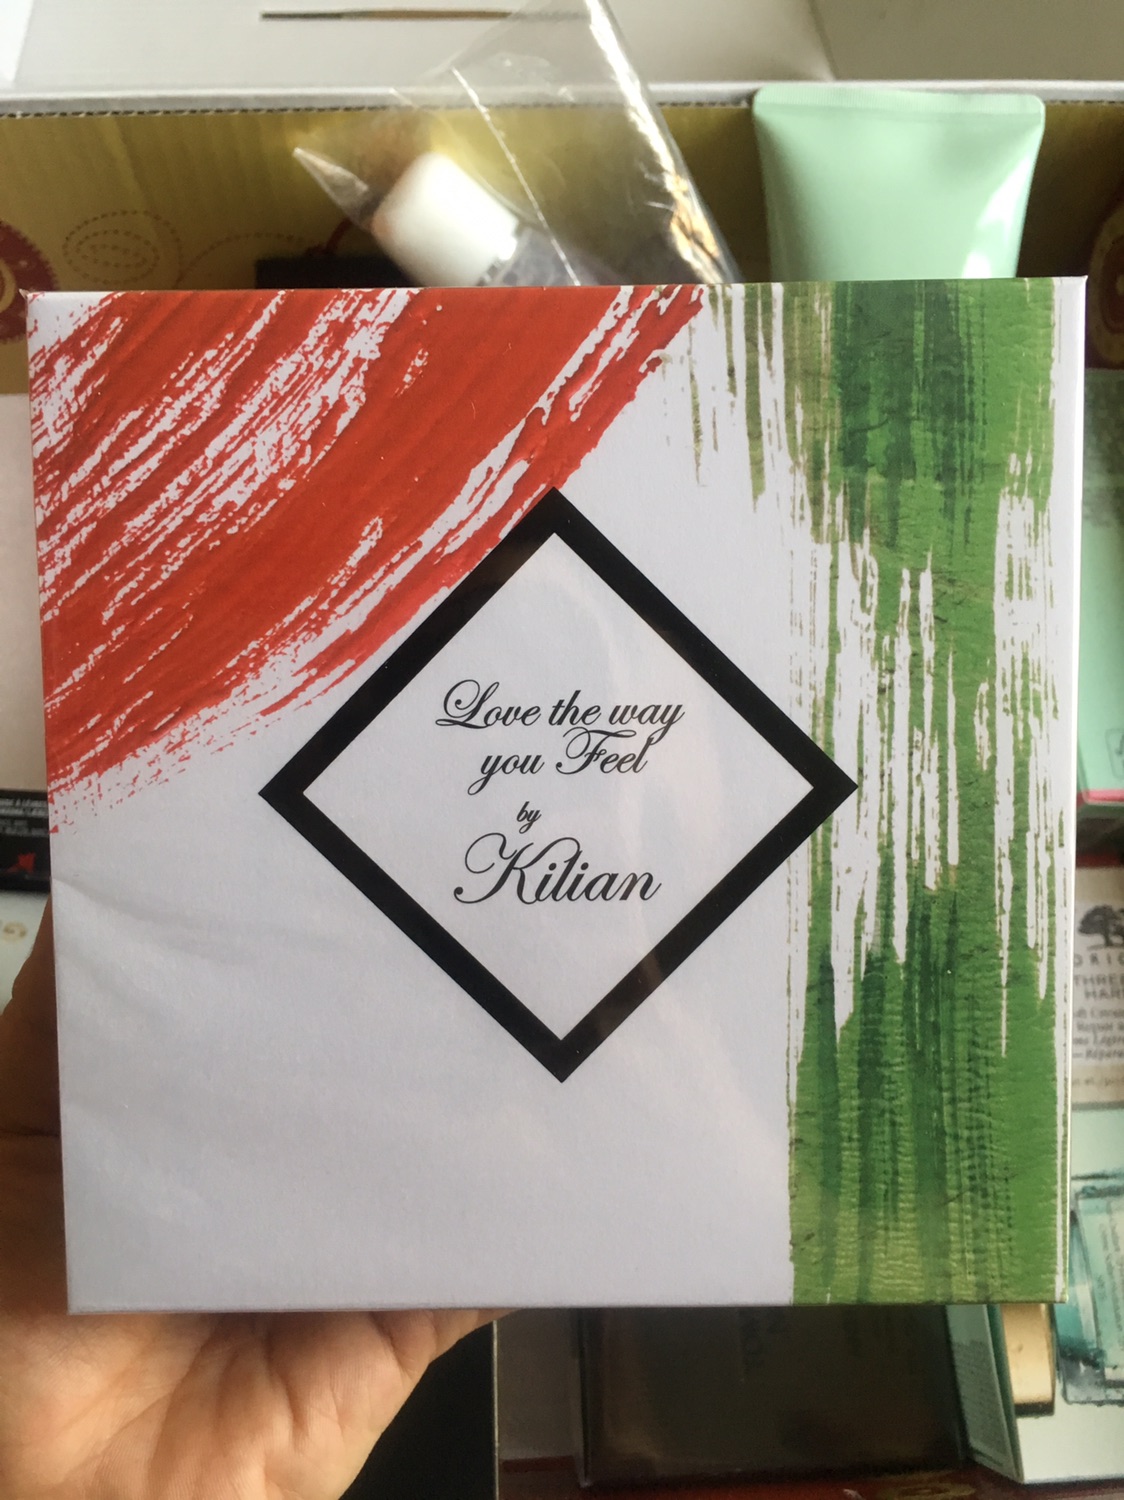 Love the way
you Feel
by
Kilian